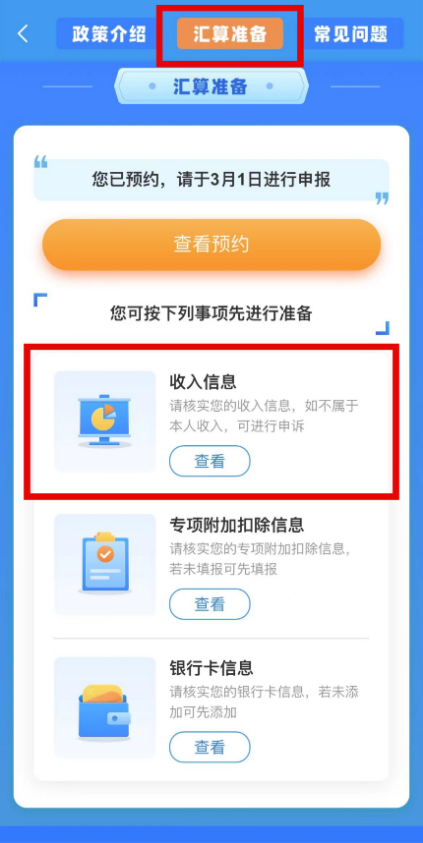 政策介绍 汇算准备 常见问题
汇算准备
您已预约，请于3月1日进行申报
查看预约
您可按下列事项先进行准备
收入信息
请核实您的收入信息，如不属于
本人收入，可进行申诉
查看
专项附加扣除信息
请核实您的专项附加扣除信息，
若未填报可先填报
查看
银行卡信息
请核实您的银行卡信息，若未添
加可先添加
查看